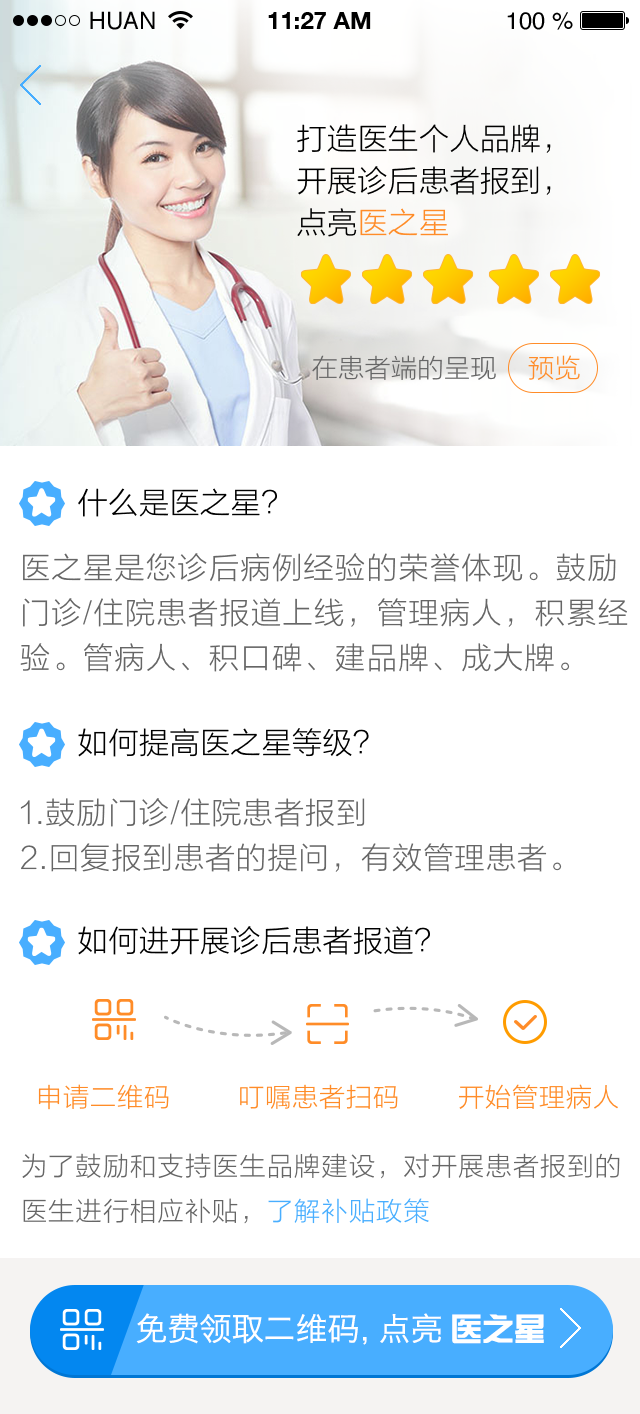 HUAN 11:27 AM 100 %
打造医生个人品牌，
开展诊后患者报到，
点亮医之星
在患者端的呈现 预览
什么是医之星?
医之星是您诊后病例经验的荣誉体现。鼓励
门诊/住院患者报道上线，管理病人，积累经
验。管病人、积口碑、建品牌、成大牌。
如何提高医之星等级?
1.鼓励门诊/住院患者报到
2.回复报到患者的提问，有效管理患者。
如何进开展诊后患者报道?
申请二维码 叮嘱患者扫码 开始管理病人
为了鼓励和支持医生品牌建设，对开展患者报到的
医生进行相应补贴，了解补贴政策
免费领取二维码, 点亮 医之星